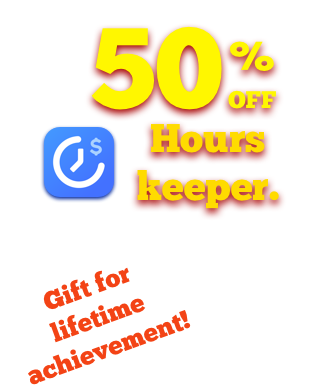 50%
OFF
Hours
keeper.
$
Gift for
lifetime
achievement!